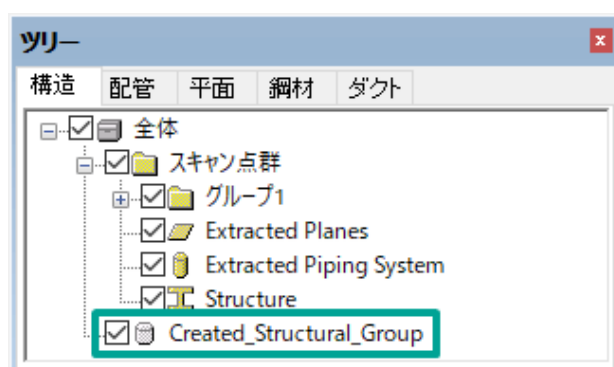 ツリー
構造 配管 平面 鋼材 ダクト
全体
スキャン点群
グループ1
Extracted Planes
Extracted Piping System
Structure
Created_Structural_Group